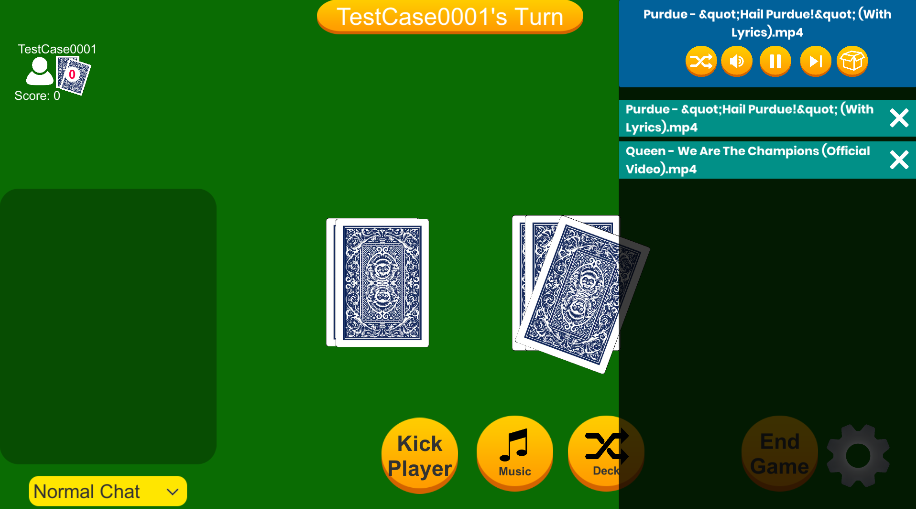 TestCase0001's Turn
TestCase0001
0
Score: 0
Purdue - &quot;Hail Purdue!&quot; (With
Lyrics).mp4
Purdue - &quot;Hail Purdue!&quot; (With
Lyrics).mp4
Queen - We Are The Champions (Official
Video).mp4
Kick
Player
Music
Deck
End
Game
Normal Chat